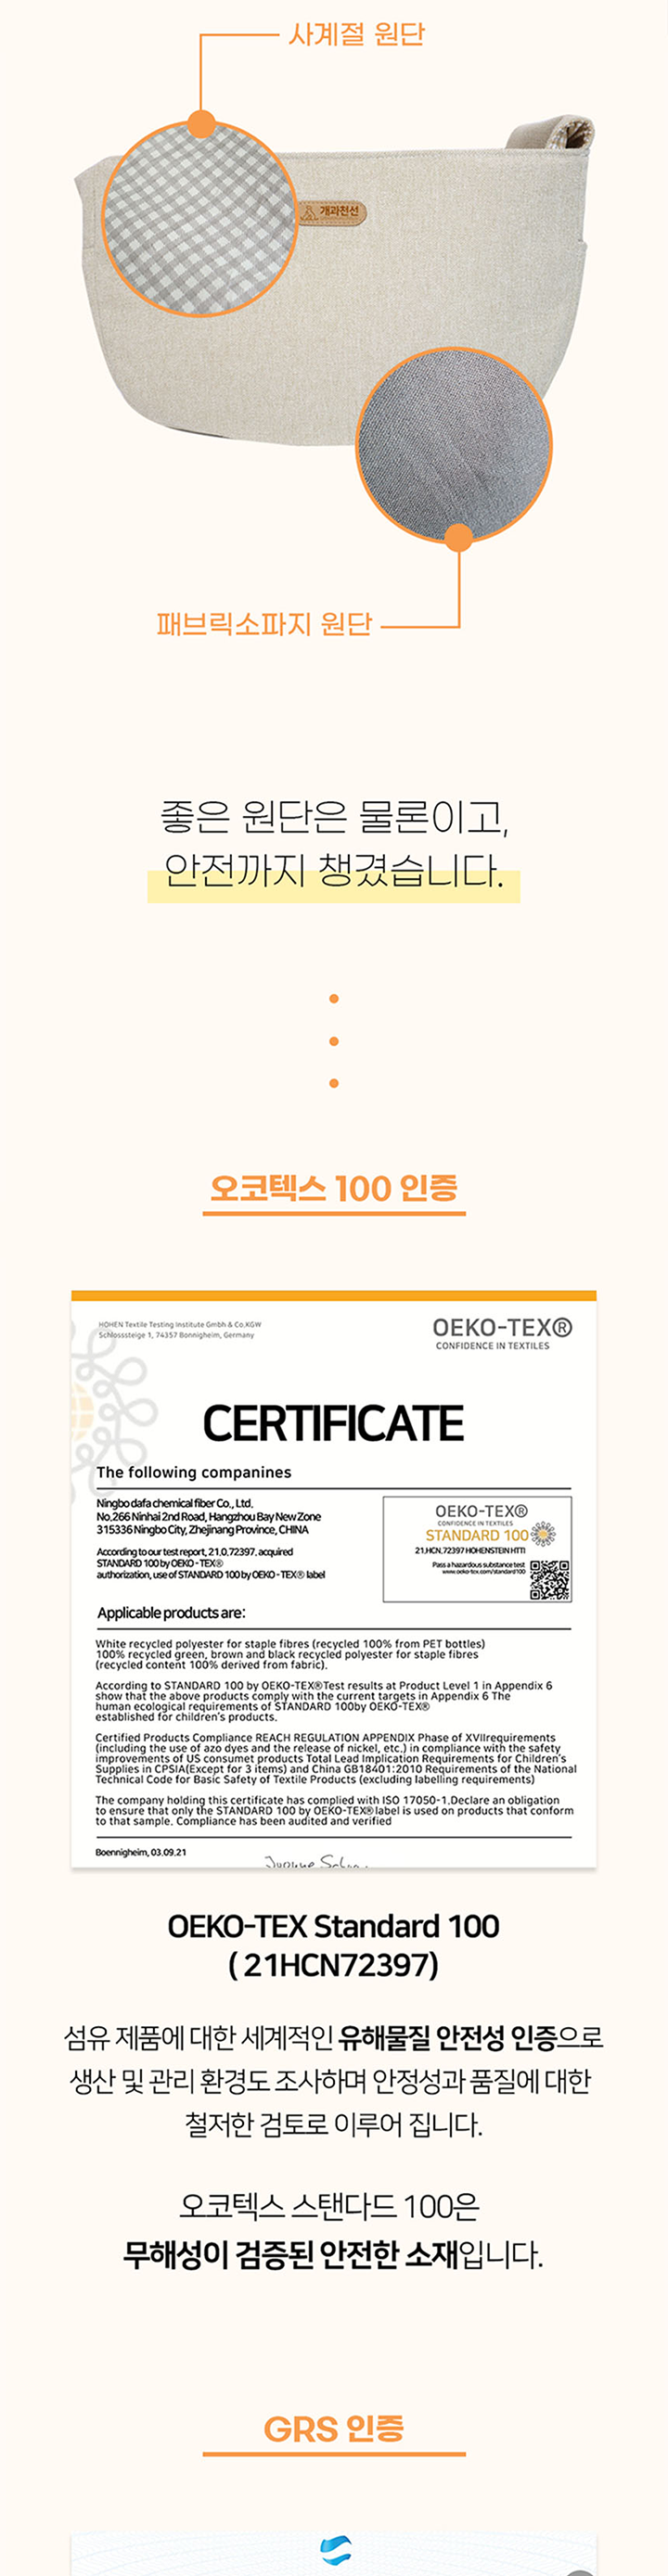 사계절 원단
개과천선
패브릭소파지 원단
좋은 원단은 물론이고,
안전까지 챙겼습니다.
오코텍스 100 인증
HOHEN Textile Testing Institute Gmbh & Co.KGW
Schlosssteige 1, 74357 Bonnigheim, Germany
OEKO-TEX®
CONFIDENCE IN TEXTILES
CERTIFICATE
The following companines
Ningbo dafa chemical fiber Co., Ltd.
No,266 Ninhai 2nd Road, Hangzhou Bay New Zone
315336 Ningbo City, Zhejinang Province, CHINA
According to our test report, 21.0.72397, acquired
STANDARD 100 by OEKO - TEX®
authorization, use of STANDARD 100 by OEKO - TEX® label
OEKO-TEX®
CONFIDENCE IN TEXTILES
STANDARD 100
21.HCN.72397 HOHENSTEIN HTTI
Pass a hazardous substance test
www.oeko-tex.com/standard100
Applicable products are:
White recycled polyester for staple fibres (recycled 100% from PET bottles)
100% recycled green, brown and black recycled polyester for staple fibres
(recycled content 100% derived from fabric).
According to STANDARD 100 by OEKO-TEX®Test results at Product Level 1 in Appendix 6
show that the above products comply with the current targets in Appendix 6 The
human ecological requirements of STANDARD 100by OEKO-TEX®
established for children's products.
Certified Products Compliance REACH REGULATION APPENDIX Phase of XVIIrequirements
(including the use of azo dyes and the release of nickel, etc.) in compliance with the safety
improvements of US consumet products Total Lead Implication Requirements for Children's
Supplies in CPSIA(Except for 3 items) and China GB18401:2010 Requirements of the National
Technical Code for Basic Safety of Textile Products (excluding labelling requirements)
The company holding this certificate has complied with ISO 17050-1.Declare an obligation
to ensure that only the STANDARD 100 by OEKO-TEX® label is used on products that conform
to that sample. Compliance has been audited and verified
Boennigheim, 03.09.21
OEKO-TEX Standard 100
( 21HCN72397)
섬유 제품에 대한 세계적인 유해물질 안전성 인증으로
생산 및 관리 환경도 조사하며 안정성과 품질에 대한
철저한 검토로 이루어 집니다.
오코텍스 스탠다드 100은
무해성이 검증된 안전한 소재입니다.
GRS 인증